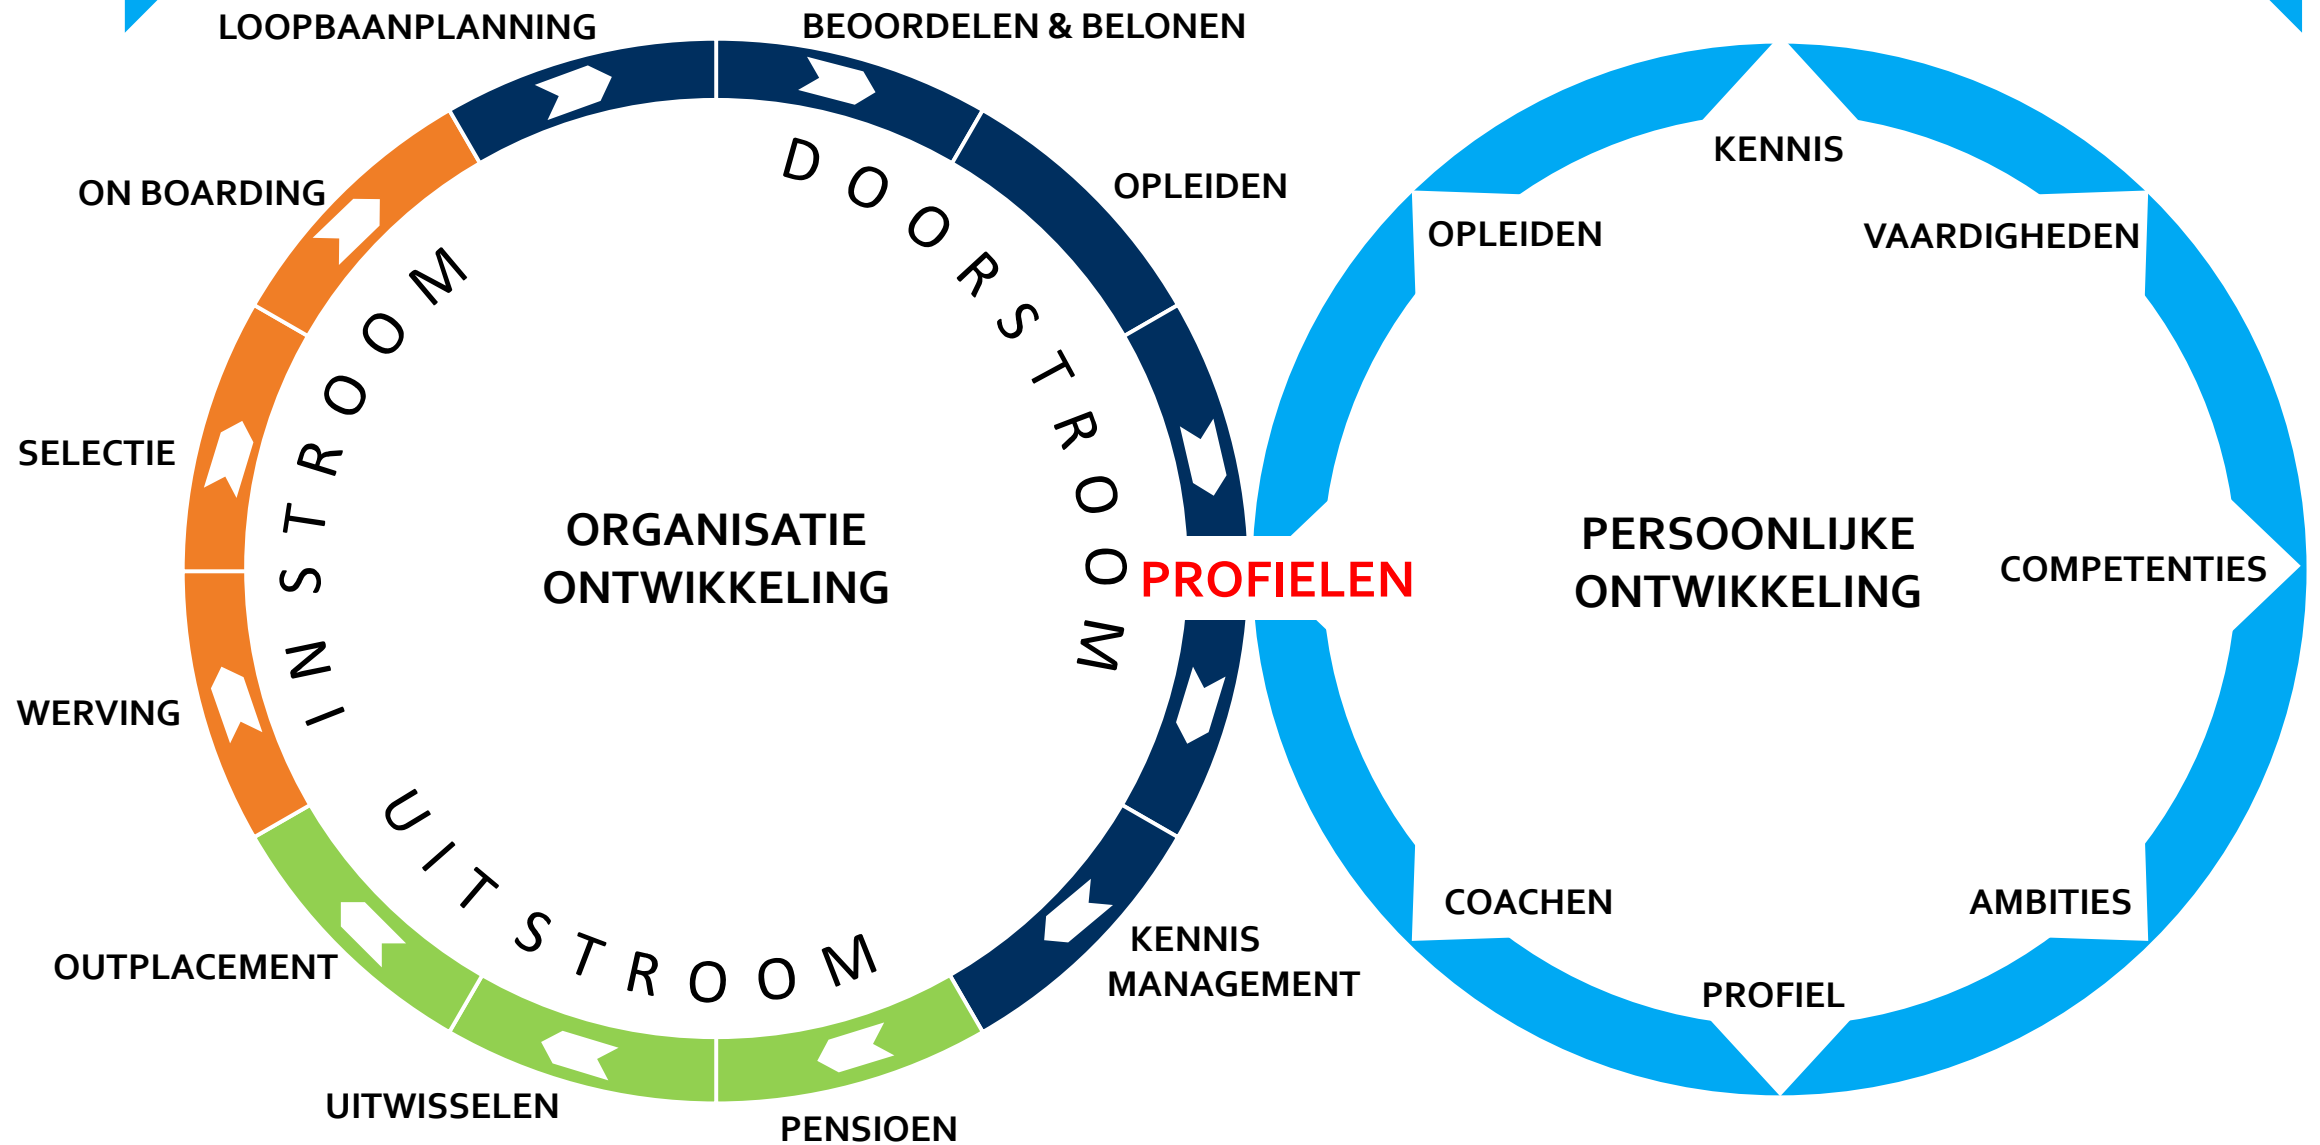 LOOPBAANPLANNING
BEOORDELEN & BELONEN
ON BOARDING
OPLEIDEN
SELECTIE
WERVING
INSTROOM
DOORSTROOM
UITSTROOM
ORGANISATIE
ONTWIKKELING
PROFIELEN
OUTPLACEMENT
UITWISSELEN
PENSIOEN
KENNIS
MANAGEMENT
KENNIS
OPLEIDEN
VAARDIGHEDEN
PERSOONLIJKE
ONTWIKKELING
COMPETENTIES
COACHEN
AMBITIES
PROFIEL